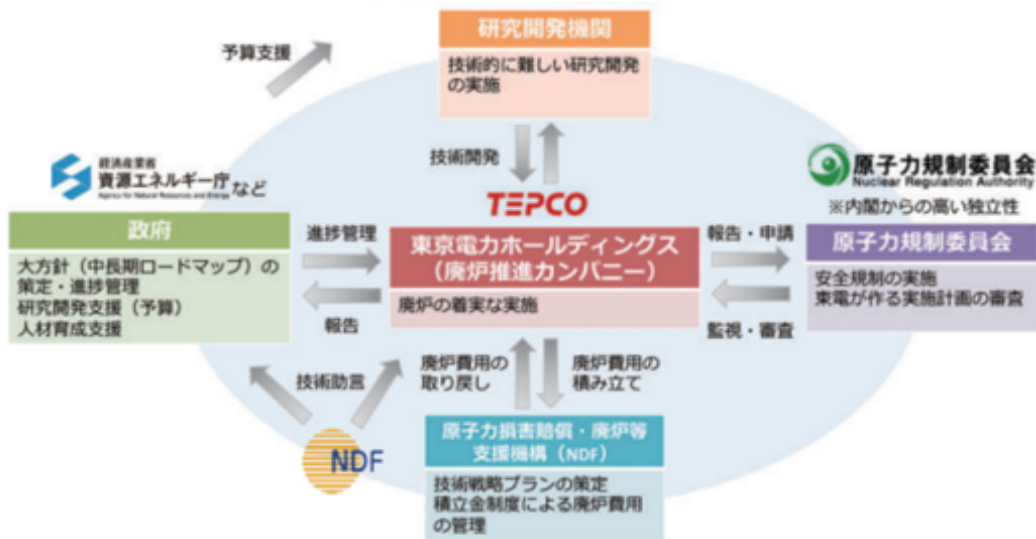 研究開発機関
技術的に難しい研究開発
の実施
予算支援
技術開発
経済産業省
資源エネルギー庁など
Agency for Natural Resources and Energy
政府
大方針(中長期ロードマップ)の
策定・進捗管理
研究開発支援(予算)
人材育成支援
進捗管理
報告
TEPCO
東京電力ホールディングス
(廃炉推進カンパニー)
廃炉の着実な実施
報告・申請
監視・審査
原子力規制委員会
Nuclear Regulation Authority
※内閣からの高い独立性
原子力規制委員会
安全規制の実施
東電が作る実施計画の審査
技術助言
NDF
廃炉費用の
取り戻し
廃炉費用の
積み立て
原子力損害賠償・廃炉等
支援機構(NDF)
技術戦略プランの策定
積立金制度による廃炉費用
の管理